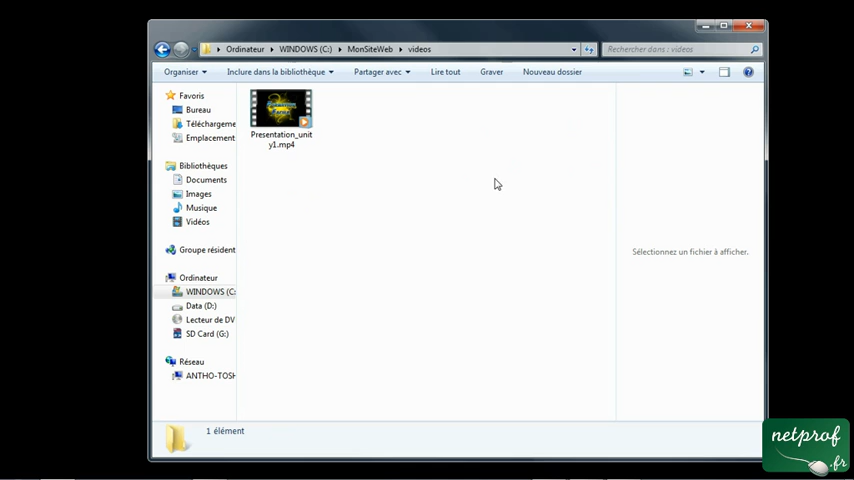 Ordinateur ▸ WINDOWS (C:) ▸ MonSiteWeb ▸ videos
Rechercher dans : videos
Organiser Inclure dans la bibliothèque Partager avec Lire tout Graver Nouveau dossier
Favoris
Bureau
Téléchargeme
Emplacement
Bibliothèques
Documents
Images
Musique
Vidéos
Groupe résident
Ordinateur
WINDOWS (C:
Data (D:)
Lecteur de DV
SD Card (G:)
Réseau
ANTHO-TOSH
Presentation_unit
y1.mp4
Sélectionnez un fichier à afficher.
1 élément
netprof
.fr